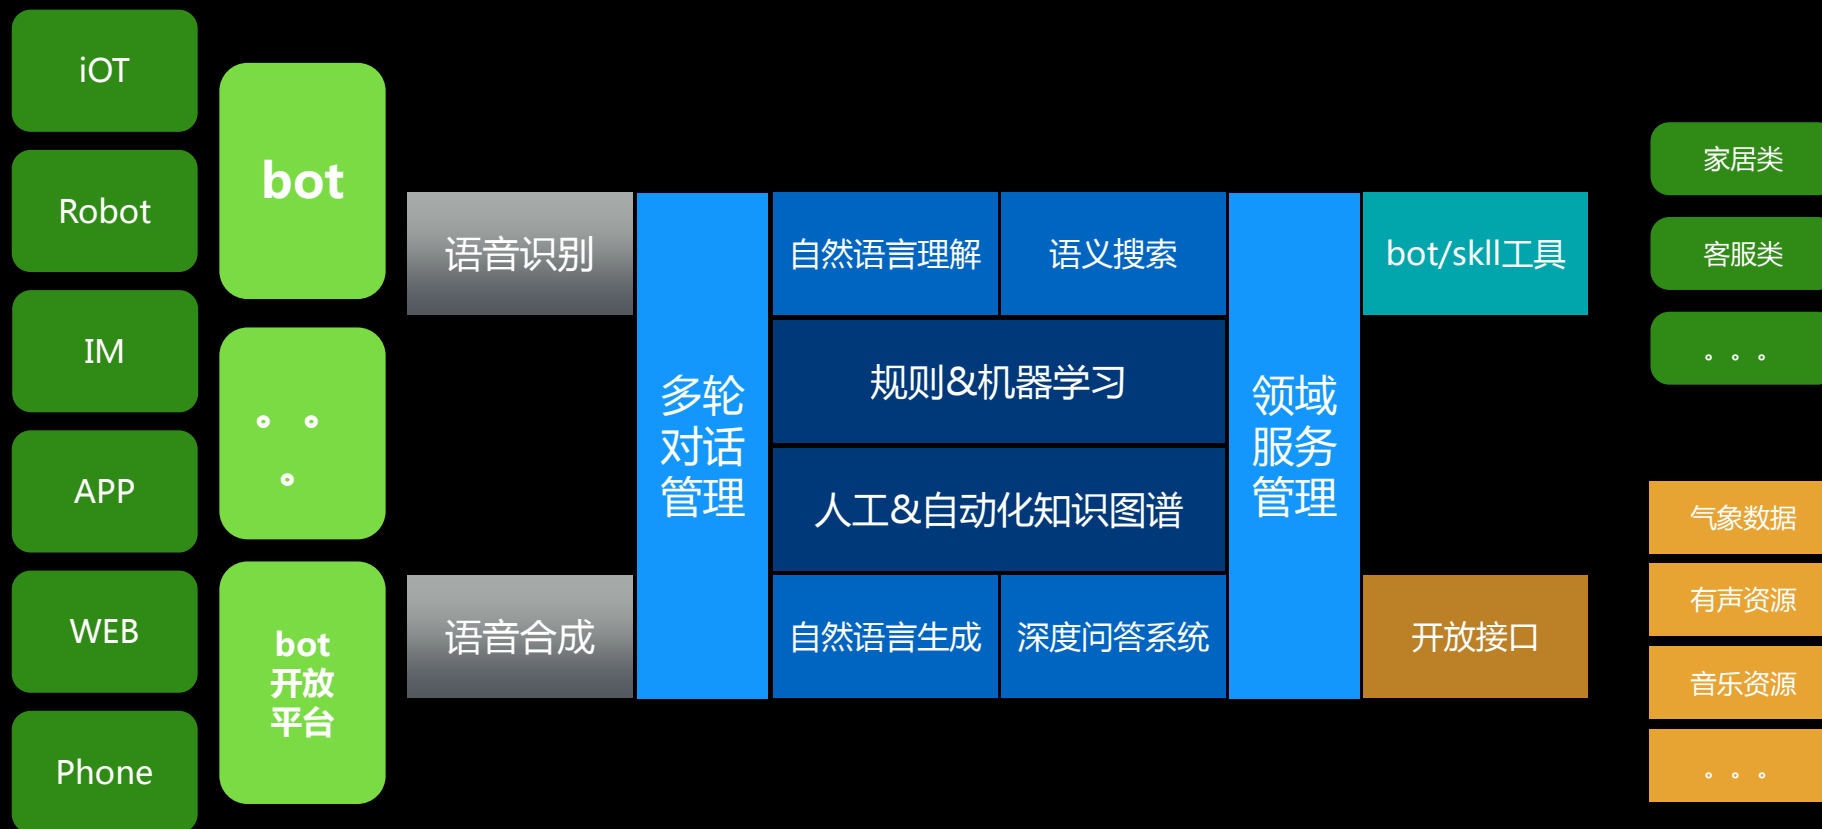 iOT
Robot
IM
APP
WEB
Phone
bot
。。
。
bot
开放
平台
语音识别
语音合成
多轮
对话
管理
自然语言理解
语义搜索
规则&机器学习
人工&自动化知识图谱
自然语言生成
深度问答系统
领域
服务
管理
bot/skll工具
开放接口
家居类
客服类
。。。
气象数据
有声资源
音乐资源
。。。